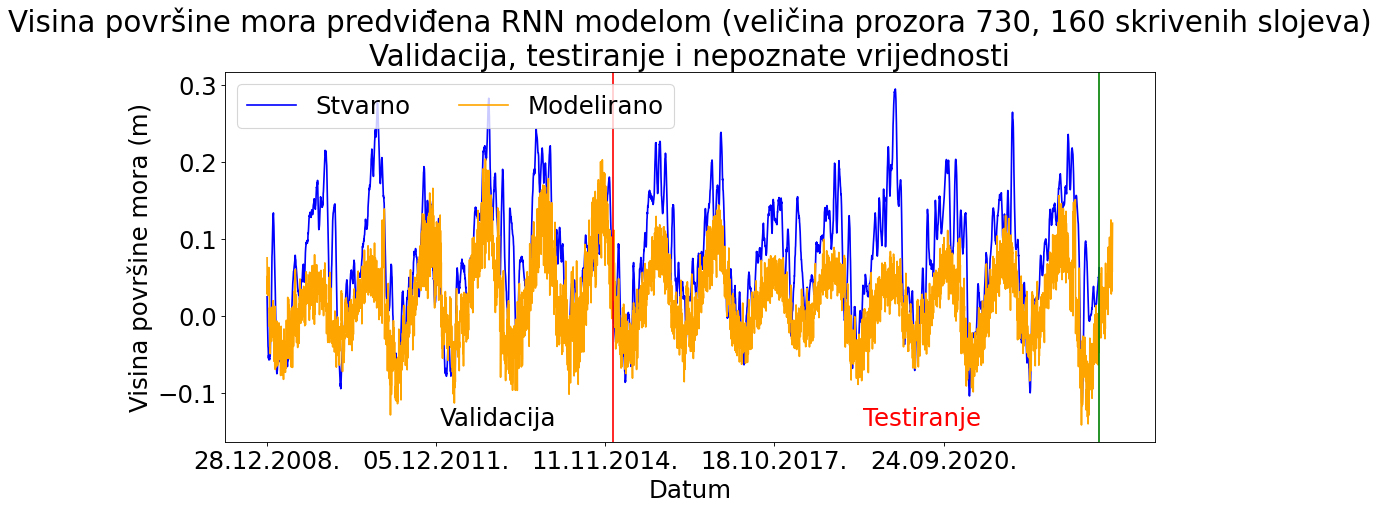 Visina površine mora predviđena RNN modelom (veličina prozora 730, 160 skrivenih slojeva)
Validacija, testiranje i nepoznate vrijednosti
Stvarno Modelirano
Visina površine mora (m)
0.3
0.2
0.1
0.0
−0.1
Validacija Testiranje
28.12.2008. 05.12.2011. 11.11.2014. 18.10.2017. 24.09.2020.
Datum